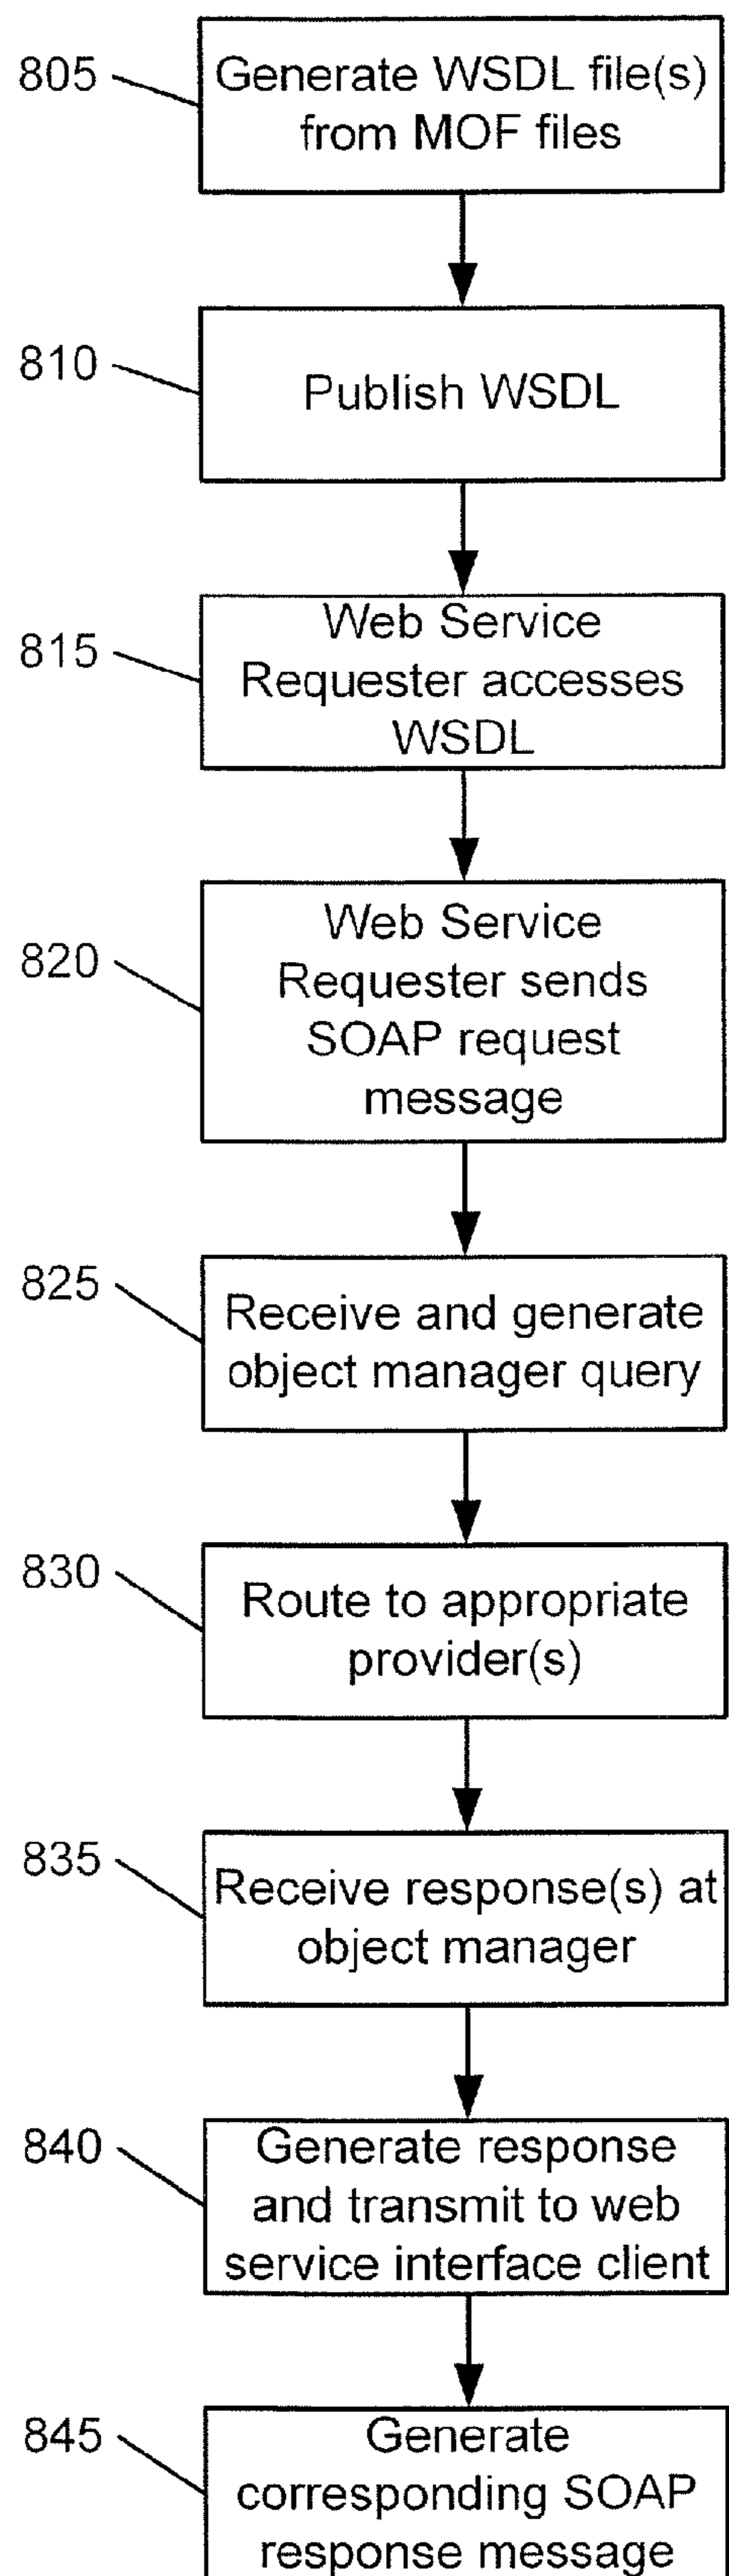 805
Generate WSDL file(s)
from MOF files
810
Publish WSDL
815
Web Service
Requester accesses
WSDL
820
Web Service
Requester sends
SOAP request
message
825
Receive and generate
object manager query
830
Route to appropriate
provider(s)
835
Receive response(s) at
object manager
840
Generate response
and transmit to web
service interface client
845
Generate
corresponding SOAP
response message